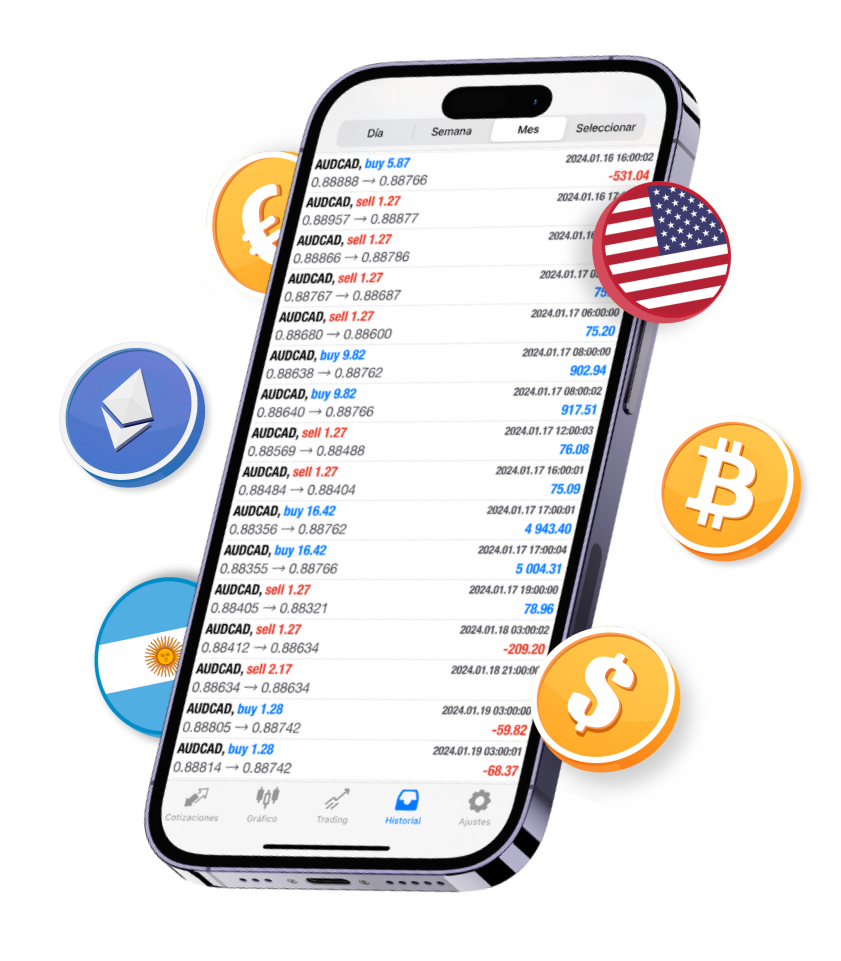 Día Semana Mes Seleccionar
AUDCAD, buy 5.87 2024.01.16 16:00:02
0.88888 → 0.88766 -531.04
AUDCAD, sell 1.27 2024.01.16
0.88957 → 0.88877
AUDCAD, sell 1.27 2024.01.16
0.88866 → 0.88786
AUDCAD, sell 1.27 2024.01.17
0.88767 → 0.88687
AUDCAD, sell 1.27 2024.01.17 06:00:00
0.88680 → 0.88600 75.20
AUDCAD, buy 9.82 2024.01.17 08:00:00
0.88638 → 0.88762 902.94
AUDCAD, buy 9.82 2024.01.17 08:00:02
0.88640 → 0.88766 917.51
AUDCAD, sell 1.27 2024.01.17 12:00:03
0.88569 → 0.88488 76.08
AUDCAD, sell 1.27 2024.01.17 16:00:01
0.88484 → 0.88404 75.09
AUDCAD, buy 16.42 2024.01.17 17:00:01
0.88356 → 0.88762 4 943.40
AUDCAD, buy 16.42 2024.01.17 17:00:04
0.88355 → 0.88766 5 004.31
AUDCAD, sell 1.27 2024.01.17 19:00:00
0.88405 → 0.88321 78.96
AUDCAD, sell 1.27 2024.01.18 03:00:02
0.88412 → 0.88634 -209.20
AUDCAD, sell 2.17 2024.01.18
0.88634 → 0.88634
AUDCAD, buy 1.28 2024.01.19 03:00:00
0.88805 → 0.88742 -59.82
AUDCAD, buy 1.28 2024.01.19 03:00:01
0.88814 → 0.88742 -68.37
Cotizaciones Gráfico Trading Historial Ajustes